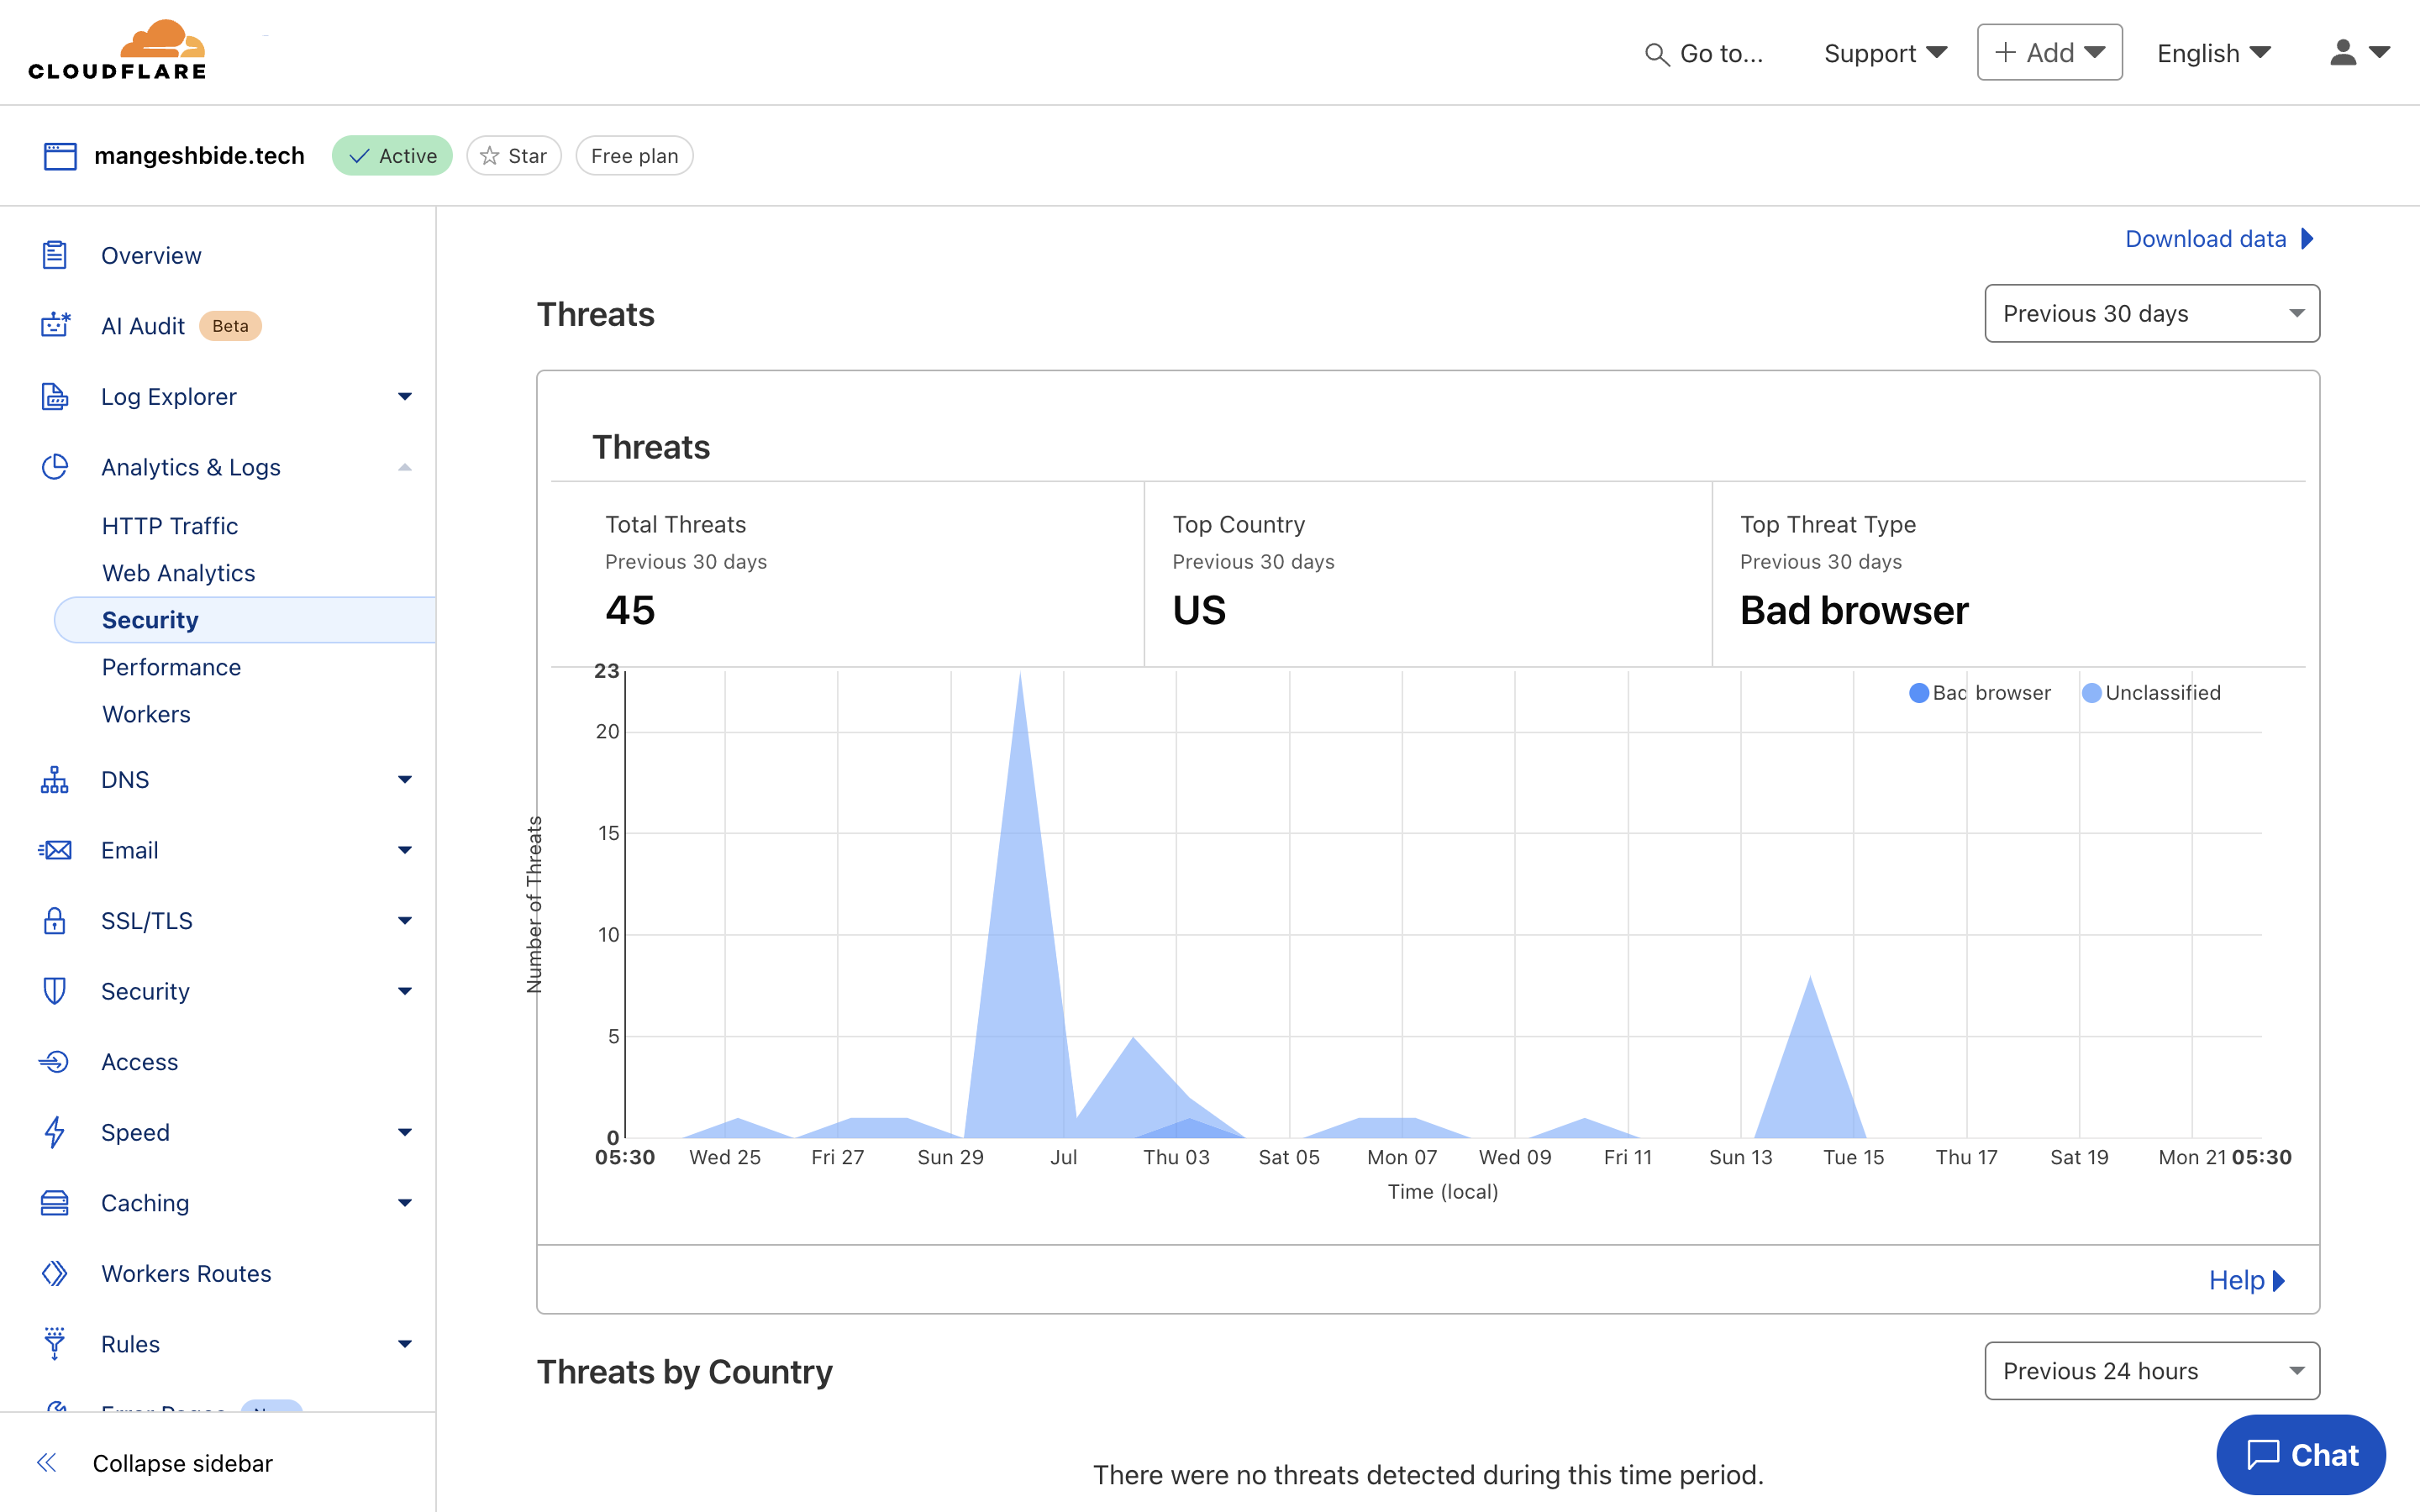 CLOUDFLARE
Go to...
Support
Add
English
mangeshbide.tech
Active
Star
Free plan
Overview
AI Audit Beta
Log Explorer
Analytics & Logs
HTTP Traffic
Web Analytics
Security
Performance
Workers
DNS
Email
SSL/TLS
Security
Access
Speed
Caching
Workers Routes
Rules
Error Pages
Collapse sidebar
Download data
Threats
Previous 30 days
Threats
Total Threats
Previous 30 days
45
Top Country
Previous 30 days
US
Top Threat Type
Previous 30 days
Bad browser
Bad browser
Unclassified
Number of Threats
23
20
15
10
5
0
05:30 Wed 25 Fri 27 Sun 29 Jul Thu 03 Sat 05 Mon 07 Wed 09 Fri 11 Sun 13 Tue 15 Thu 17 Sat 19 Mon 21 05:30
Time (local)
Help
Threats by Country
Previous 24 hours
There were no threats detected during this time period.
Chat